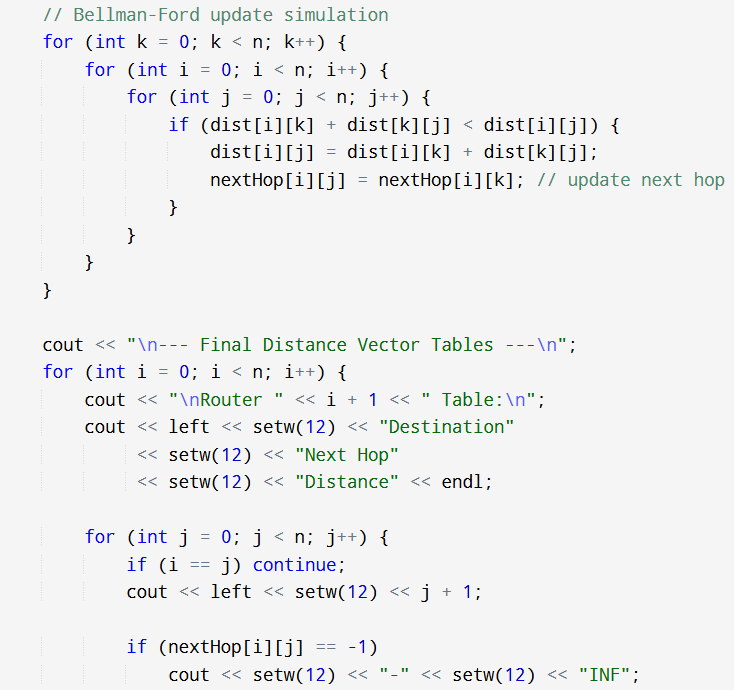 // Bellman-Ford update simulation
for (int k = 0; k < n; k++) {
for (int i = 0; i < n; i++) {
for (int j = 0; j < n; j++) {
if (dist[i][k] + dist[k][j] < dist[i][j]) {
dist[i][j] = dist[i][k] + dist[k][j];
nextHop[i][j] = nextHop[i][k]; // update next hop
}
}
}
}
cout << "\n--- Final Distance Vector Tables ---\n";
for (int i = 0; i < n; i++) {
cout << "\nRouter " << i + 1 << " Table:\n";
cout << left << setw(12) << "Destination"
<< setw(12) << "Next Hop"
<< setw(12) << "Distance" << endl;
for (int j = 0; j < n; j++) {
if (i == j) continue;
cout << left << setw(12) << j + 1;
if (nextHop[i][j] == -1)
cout << setw(12) << "-" << setw(12) << "INF";